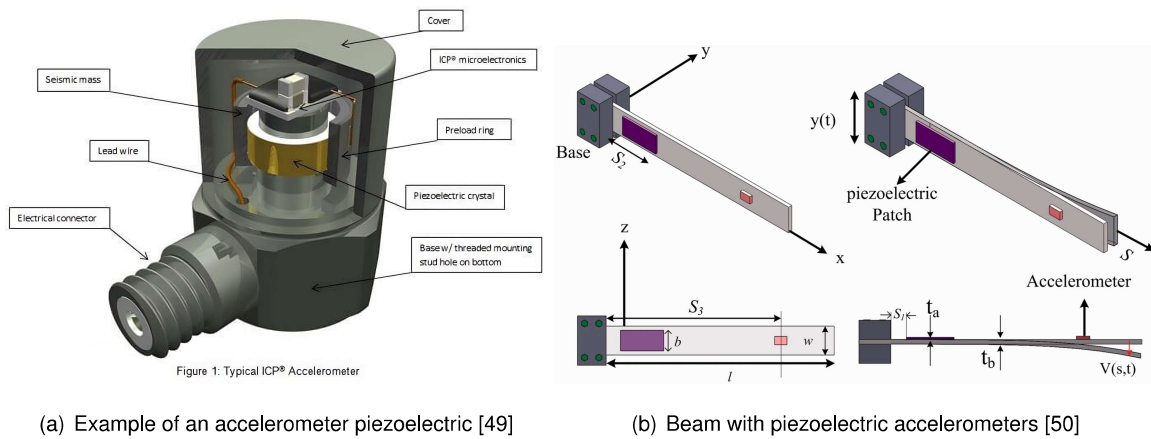 Cover
ICP® microelectronics
Seismic mass
Preload ring
Lead wire
Piezoelectric crystal
Electrical connector
Base w/ threaded mounting
stud hole on bottom
Figure 1: Typical ICP® Accelerometer
(a) Example of an accelerometer piezoelectric [49]
y
Base
S2
x
y(t)
piezoelectric
Patch
S
z
S3
b
w
l
Accelerometer
S1
ta
tb
V(s,t)
(b) Beam with piezoelectric accelerometers [50]